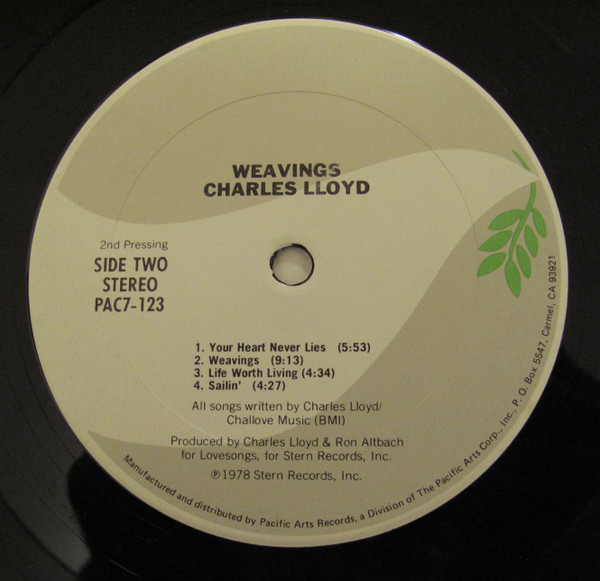 WEAVINGS
CHARLES LLOYD
2nd Pressing
SIDE TWO
STEREO
PAC7-123
1. Your Heart Never Lies (5:53)
2. Weavings (9:13)
3. Life Worth Living (4:34)
4. Sailin' (4:27)
All songs written by Charles Lloyd/
Challove Music (BMI)
Produced by Charles Lloyd & Ron Altbach
for Lovesongs, for Stern Records, Inc.
℗1978 Stern Records, Inc.
Manufactured and distributed by Pacific Arts Records, a Division of The Pacific Arts Corp., Inc., P. O. Box 5547, Carmel, CA 93921